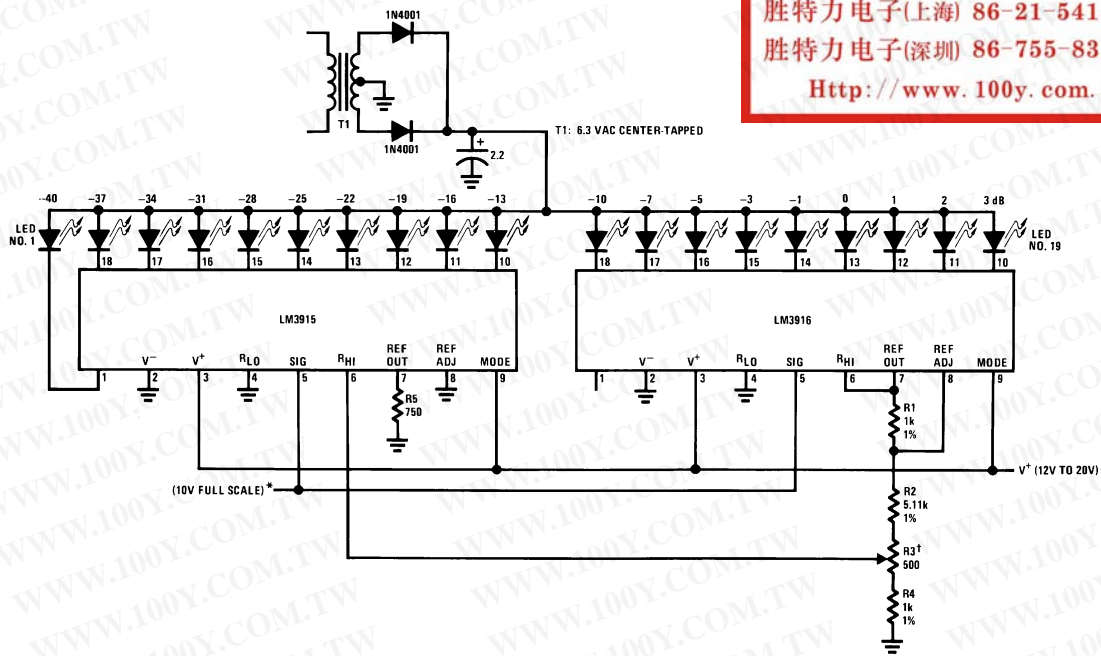 胜特力电子(上海) 86-21-541
胜特力电子(深圳) 86-755-83
Http://www.100y.com.
1N4001
T1
1N4001
+
2.2
T1: 6.3 VAC CENTER-TAPPED
-40 -37 -34 -31 -28 -25 -22 -19 -16 -13 -10 -7 -5 -3 -1 0 1 2 3 dB
LED NO. 1
LED NO. 19
18 17 16 15 14 13 12 11 10
18 17 16 15 14 13 12 11 10
LM3915
LM3916
V⁻ V⁺ RLO SIG RHI REF OUT REF ADJ MODE
1 2 3 4 5 6 7 8 9
V⁻ V⁺ RLO SIG RHI REF OUT REF ADJ MODE
1 2 3 4 5 6 7 8 9
R5
750
R1
1k
1%
V⁺ (12V TO 20V)
(10V FULL SCALE)*
R2
5.11k
1%
R3†
500
R4
1k
1%
WWW.100Y.COM.TW